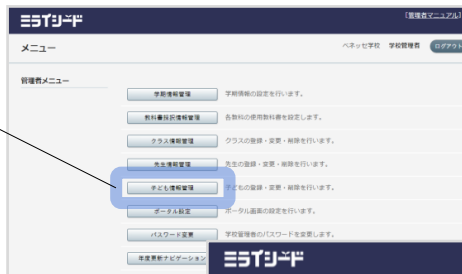 ミライシード
[管理者マニュアル]
メニュー
ベネッセ学校 学校管理者 ログアウト
管理者メニュー
学期情報管理 学期情報の設定を行います。
教科書採択情報管理 各教科の使用教科書を設定します。
クラス情報管理 クラスの登録・変更・削除を行います。
先生情報管理 先生の登録・変更・削除を行います。
子ども情報管理 子どもの登録・変更・削除を行います。
ポータル設定 ポータル画面の設定を行います。
パスワード変更 学校管理者のパスワードを変更します。
年度更新ナビゲーション
ミライシード